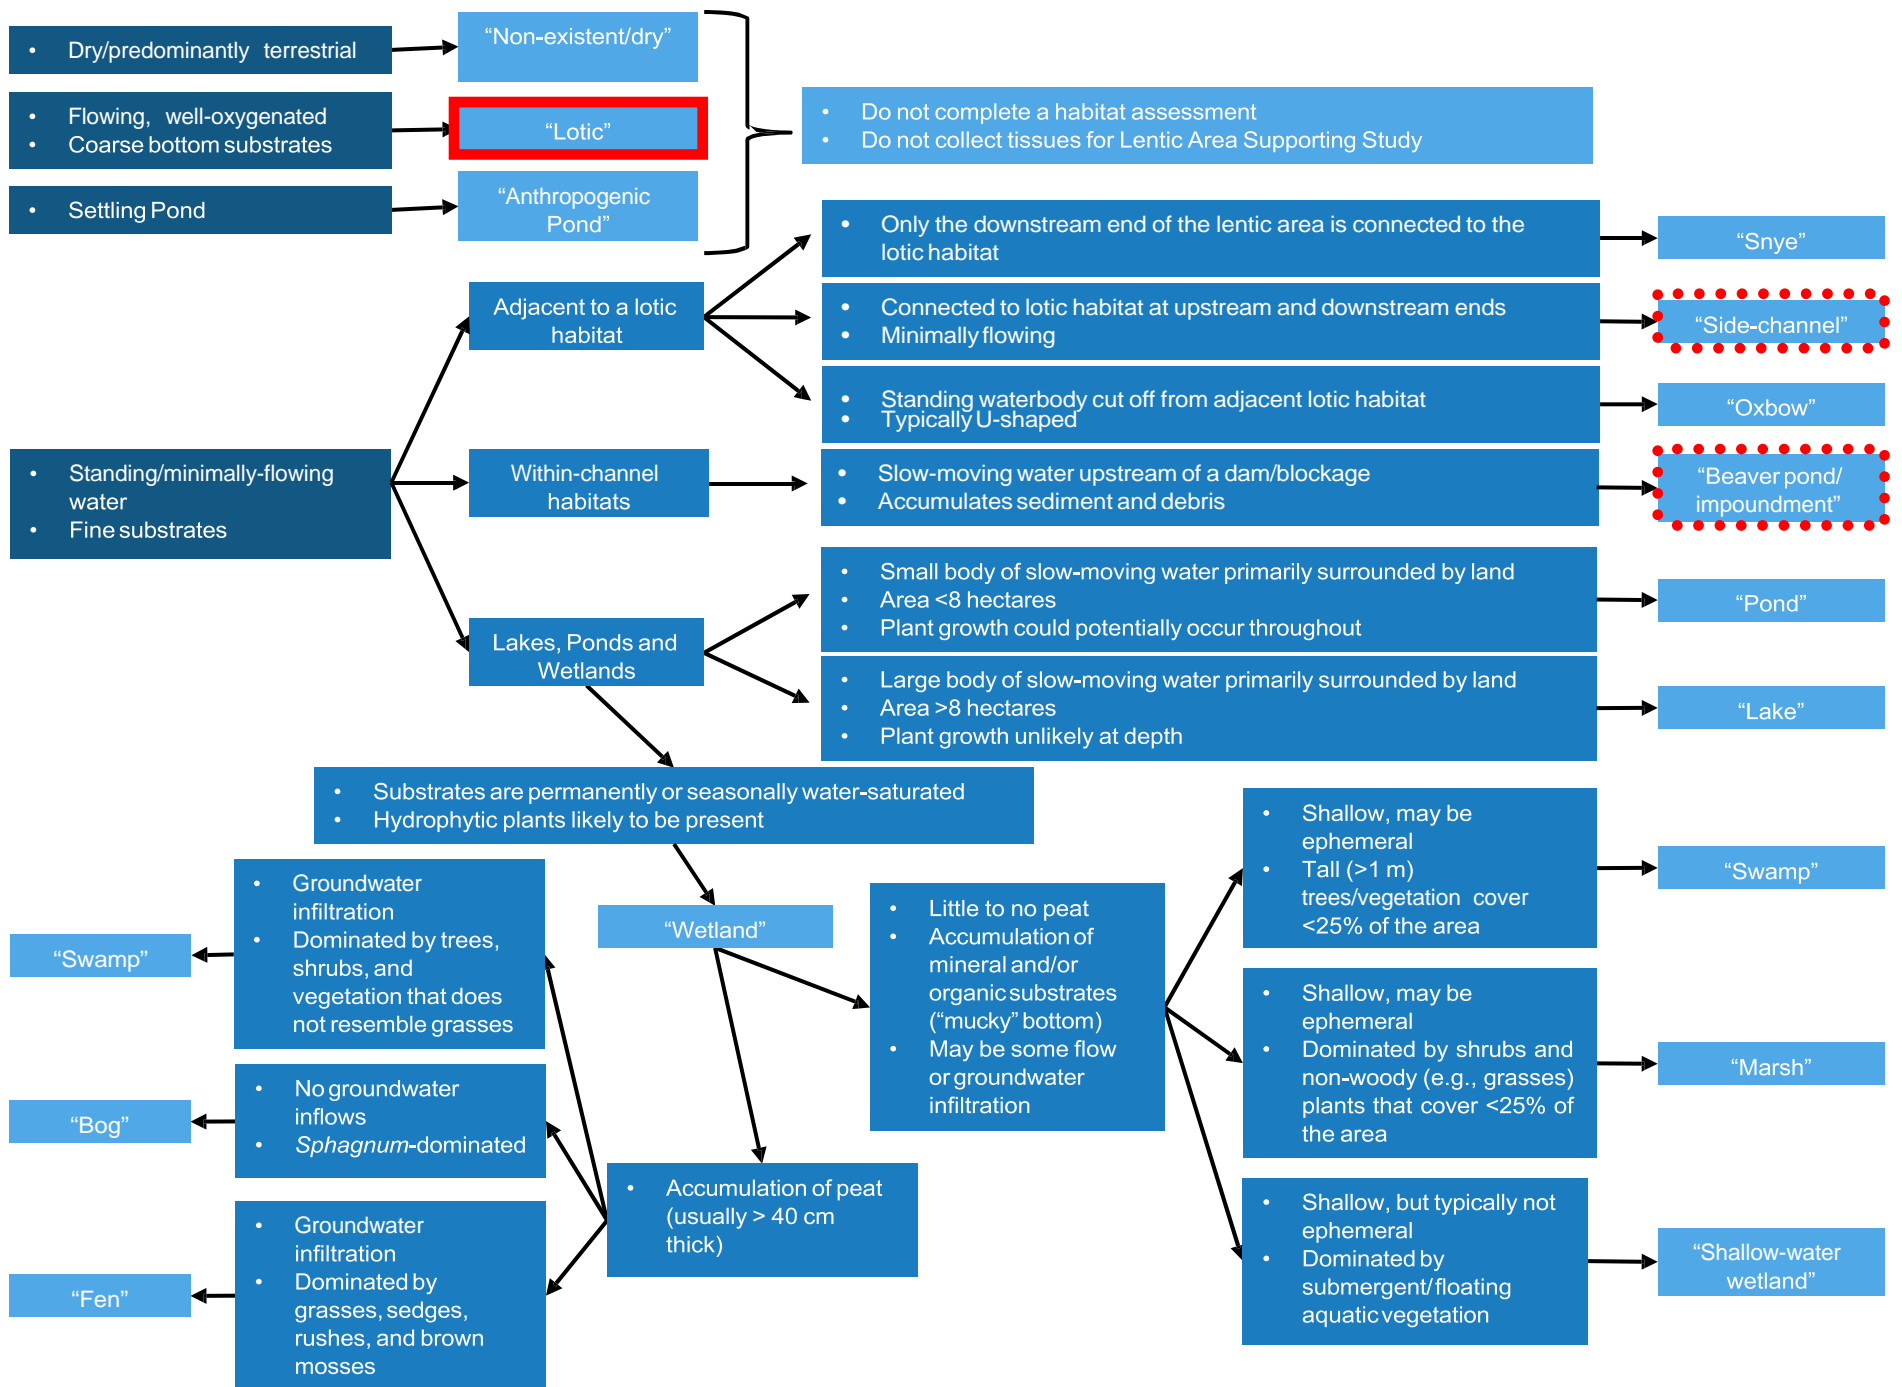 • Dry/predominantly terrestrial
“Non-existent/dry”
• Flowing, well-oxygenated
• Coarse bottom substrates
“Lotic”
• Settling Pond
“Anthropogenic
Pond”
• Do not complete a habitat assessment
• Do not collect tissues for Lentic Area Supporting Study
• Standing/minimally-flowing
water
• Fine substrates
Adjacent to a lotic
habitat
• Only the downstream end of the lentic area is connected to the
lotic habitat
“Snye”
• Connected to lotic habitat at upstream and downstream ends
• Minimally flowing
“Side-channel”
• Standing waterbody cut off from adjacent lotic habitat
• Typically U-shaped
“Oxbow”
Within-channel
habitats
• Slow-moving water upstream of a dam/blockage
• Accumulates sediment and debris
“Beaver pond/
impoundment”
Lakes, Ponds and
Wetlands
• Small body of slow-moving water primarily surrounded by land
• Area <8 hectares
• Plant growth could potentially occur throughout
“Pond”
• Large body of slow-moving water primarily surrounded by land
• Area >8 hectares
• Plant growth unlikely at depth
“Lake”
• Substrates are permanently or seasonally water-saturated
• Hydrophytic plants likely to be present
“Wetland”
• Groundwater
infiltration
• Dominated by trees,
shrubs, and
vegetation that does
not resemble grasses
“Swamp”
• No groundwater
inflows
• Sphagnum-dominated
“Bog”
• Groundwater
infiltration
• Dominated by
grasses, sedges,
rushes, and brown
mosses
“Fen”
• Accumulation of peat
(usually > 40 cm
thick)
• Little to no peat
• Accumulation of
mineral and/or
organic substrates
(“mucky” bottom)
• May be some flow
or groundwater
infiltration
• Shallow, may be
ephemeral
• Tall (>1 m)
trees/vegetation cover
<25% of the area
“Swamp”
• Shallow, may be
ephemeral
• Dominated by shrubs and
non-woody (e.g., grasses)
plants that cover <25% of
the area
“Marsh”
• Shallow, but typically not
ephemeral
• Dominated by
submergent/floating
aquatic vegetation
“Shallow-water
wetland”